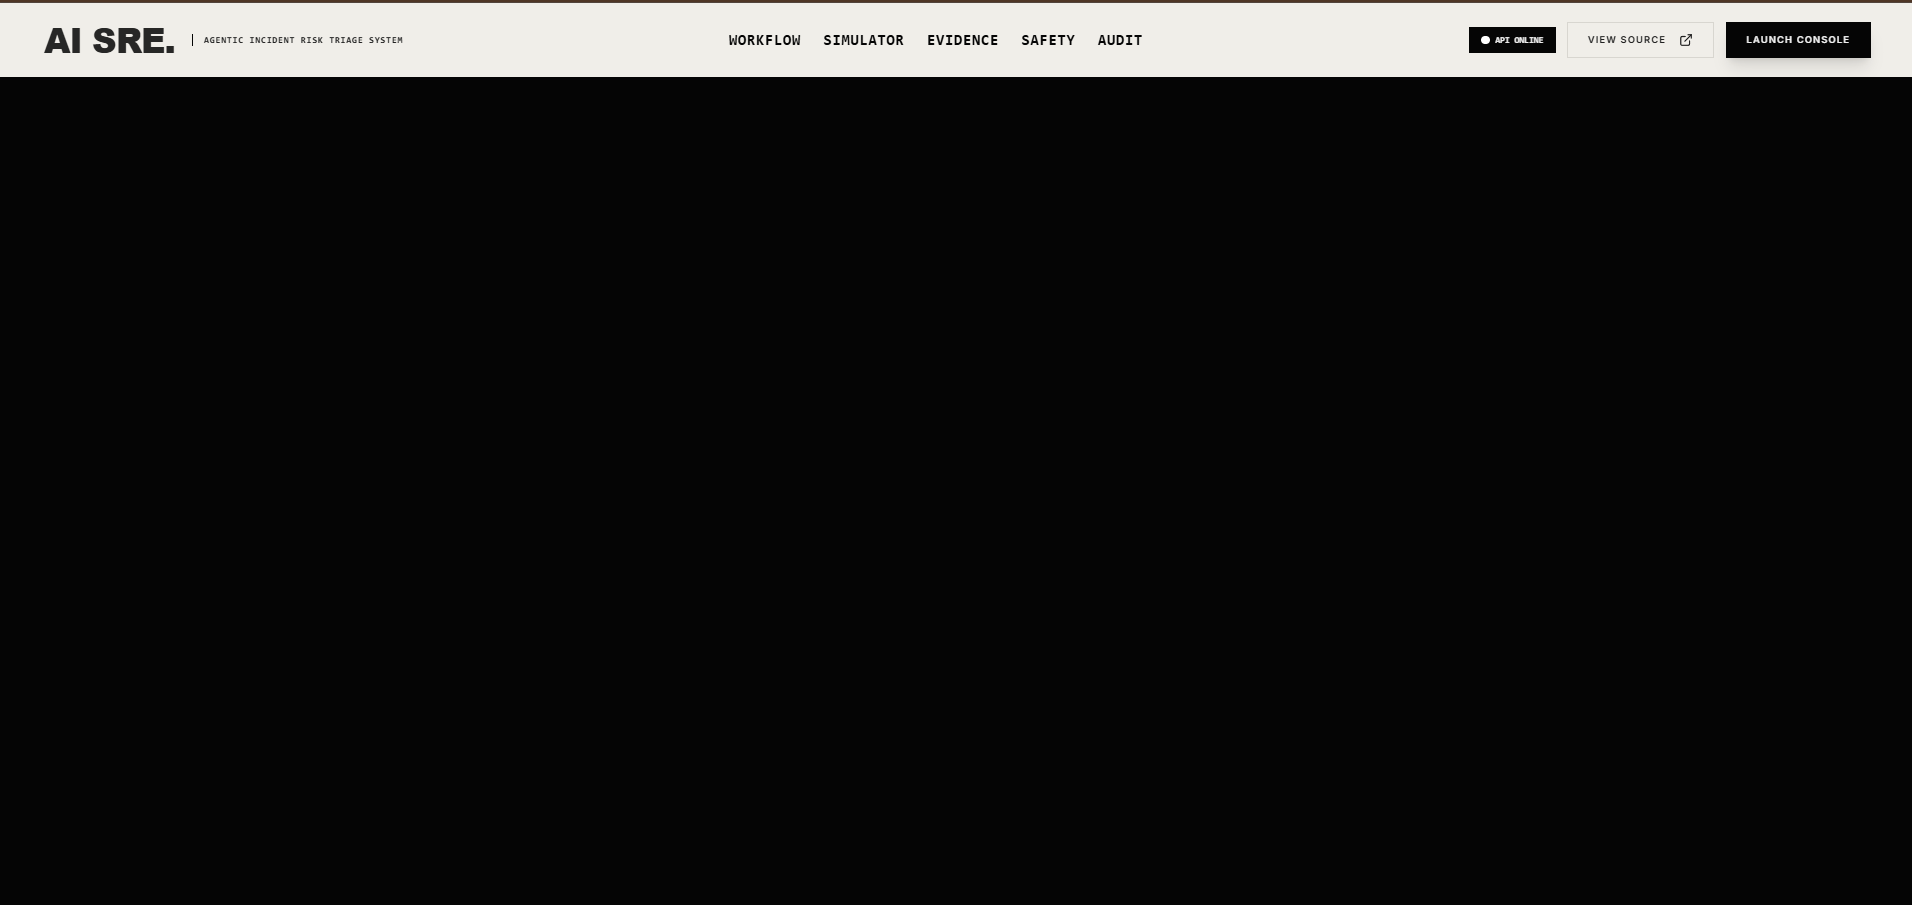 AI SRE.
AGENTIC INCIDENT RISK TRIAGE SYSTEM
WORKFLOW SIMULATOR EVIDENCE SAFETY AUDIT
API ONLINE
VIEW SOURCE
LAUNCH CONSOLE